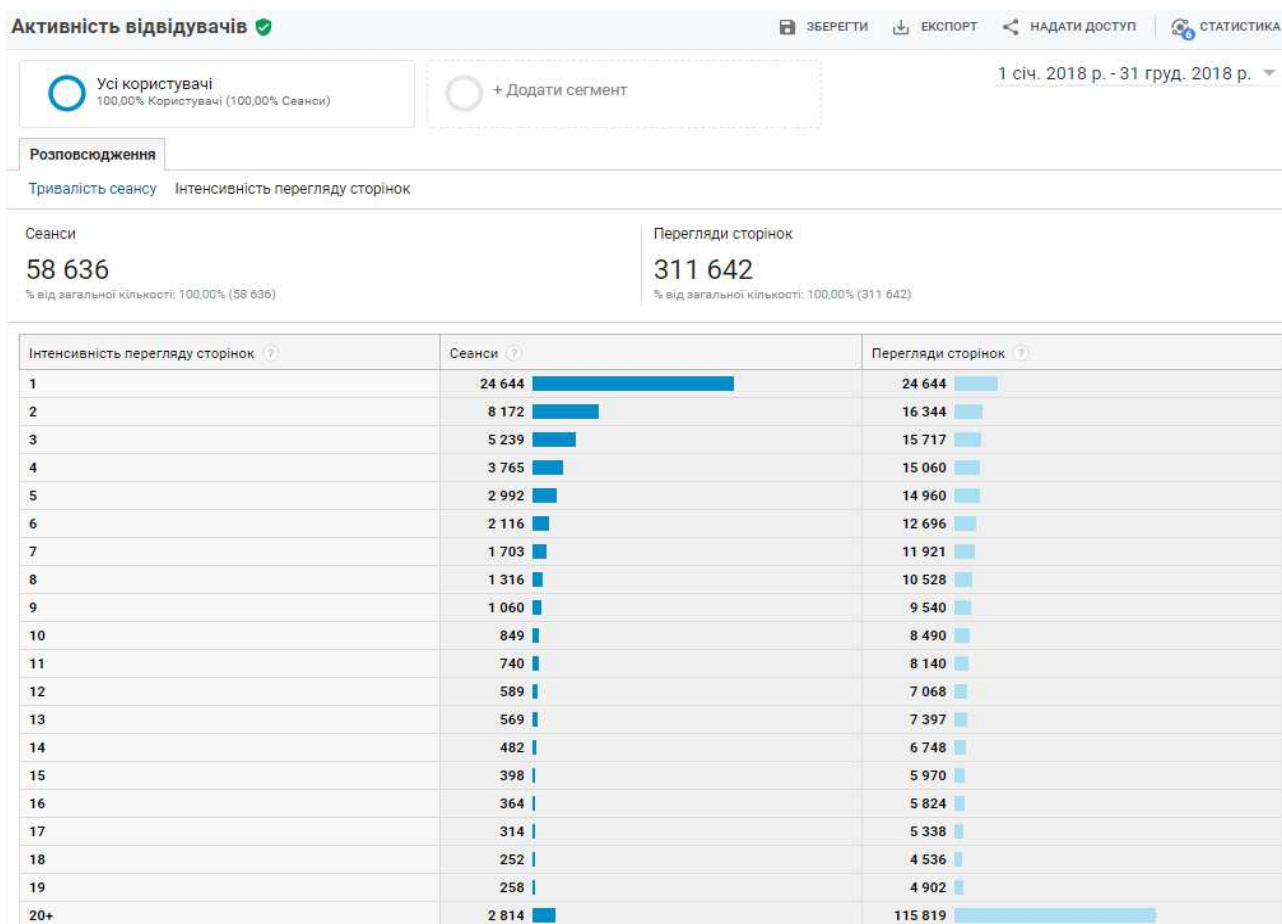 Активність відвідувачів ЗБЕРЕГТИ ЕКСПОРТ НАДАТИ ДОСТУП 6 СТАТИСТИКА
Усі користувачі
100,00% Користувачі (100,00% Сеанси)
+ Додати сегмент
1 січ. 2018 р. - 31 груд. 2018 р.
Розповсюдження
Тривалість сеансу Інтенсивність перегляду сторінок
Сеанси
58 636
% від загальної кількості: 100,00% (58 636)
Перегляди сторінок
311 642
% від загальної кількості: 100,00% (311 642)
Інтенсивність перегляду сторінок ? Сеанси ? Перегляди сторінок ?
1 24 644 24 644
2 8 172 16 344
3 5 239 15 717
4 3 765 15 060
5 2 992 14 960
6 2 116 12 696
7 1 703 11 921
8 1 316 10 528
9 1 060 9 540
10 849 8 490
11 740 8 140
12 589 7 068
13 569 7 397
14 482 6 748
15 398 5 970
16 364 5 824
17 314 5 338
18 252 4 536
19 258 4 902
20+ 2 814 115 819